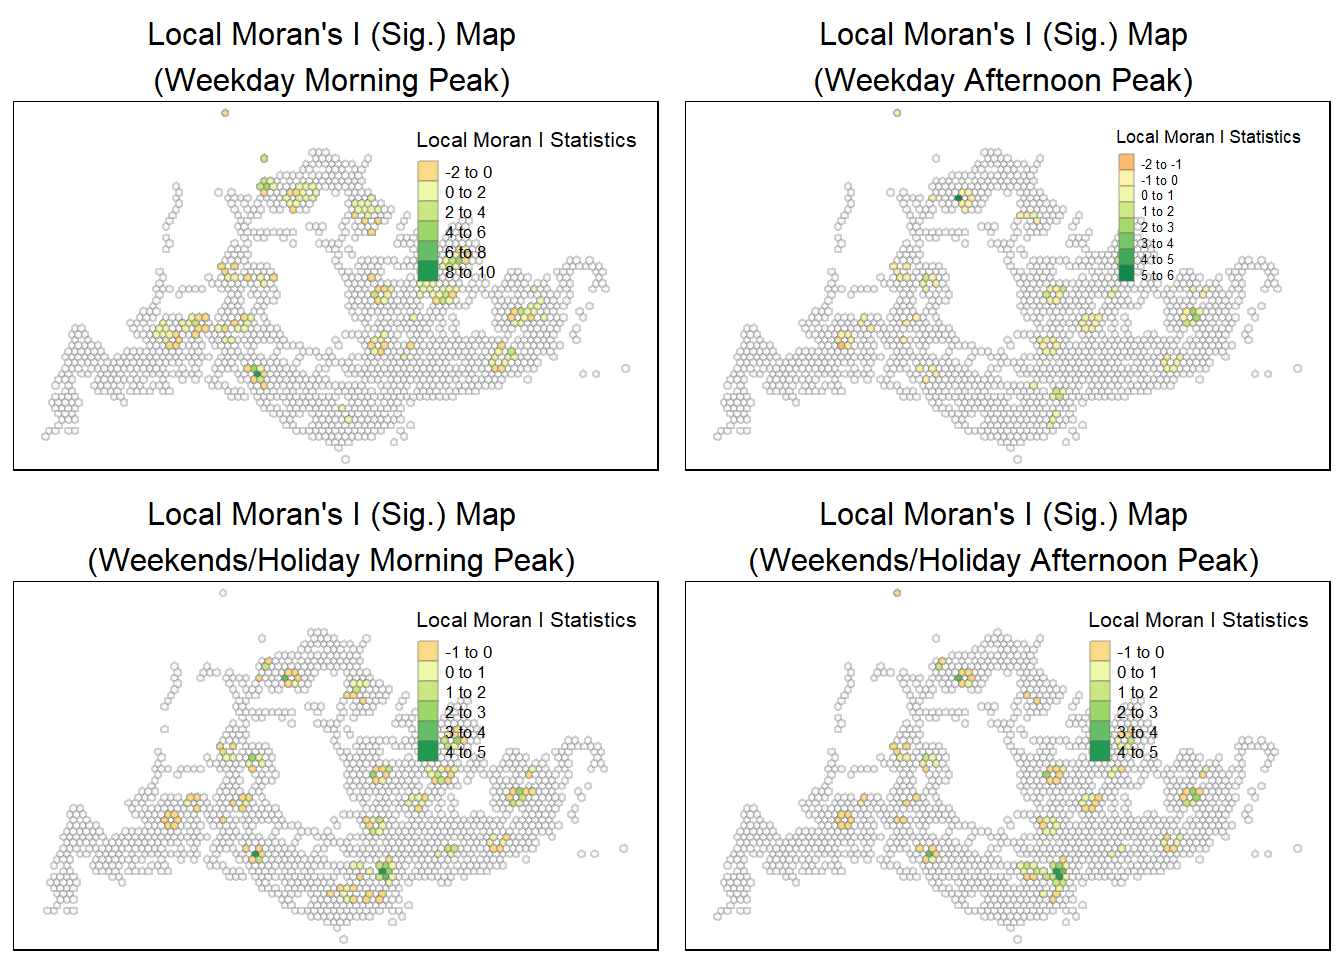 Local Moran's I (Sig.) Map
(Weekday Morning Peak)
Local Moran I Statistics
-2 to 0
0 to 2
2 to 4
4 to 6
6 to 8
8 to 10
Local Moran's I (Sig.) Map
(Weekday Afternoon Peak)
Local Moran I Statistics
-2 to -1
-1 to 0
0 to 1
1 to 2
2 to 3
3 to 4
4 to 5
5 to 6
Local Moran's I (Sig.) Map
(Weekends/Holiday Morning Peak)
Local Moran I Statistics
-1 to 0
0 to 1
1 to 2
2 to 3
3 to 4
4 to 5
Local Moran's I (Sig.) Map
(Weekends/Holiday Afternoon Peak)
Local Moran I Statistics
-1 to 0
0 to 1
1 to 2
2 to 3
3 to 4
4 to 5